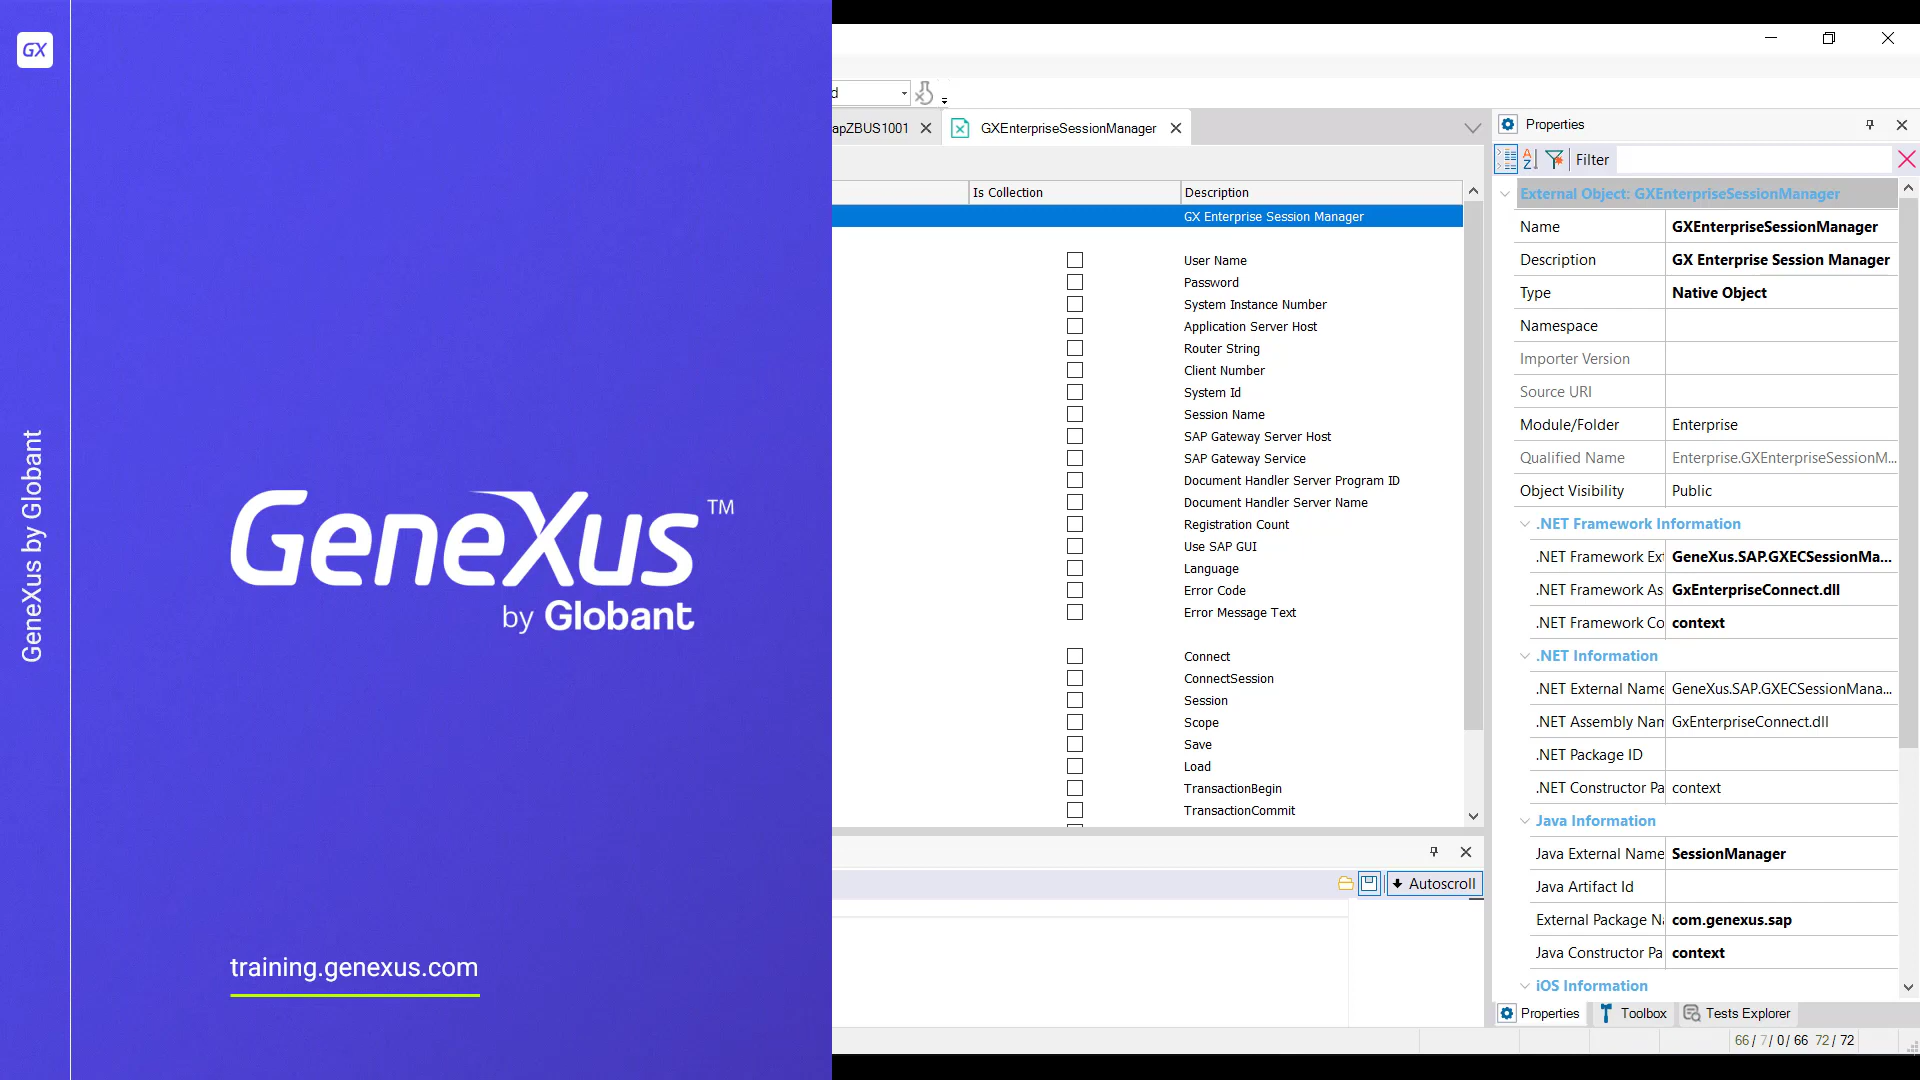 GX
GeneXus by Globant
GeneXus™
by Globant
training.genexus.com
d
apZBUS1001
GXEnterpriseSessionManager
Is Collection
Description
GX Enterprise Session Manager
User Name
Password
System Instance Number
Application Server Host
Router String
Client Number
System Id
Session Name
SAP Gateway Server Host
SAP Gateway Service
Document Handler Server Program ID
Document Handler Server Name
Registration Count
Use SAP GUI
Language
Error Code
Error Message Text
Connect
ConnectSession
Session
Scope
Save
Load
TransactionBegin
TransactionCommit
Autoscroll
Properties
Filter
External Object: GXEnterpriseSessionManager
Name GXEnterpriseSessionManager
Description GX Enterprise Session Manager
Type Native Object
Namespace
Importer Version
Source URI
Module/Folder Enterprise
Qualified Name Enterprise.GXEnterpriseSessionM...
Object Visibility Public
.NET Framework Information
.NET Framework Ext GeneXus.SAP.GXECSessionMa...
.NET Framework As GxEnterpriseConnect.dll
.NET Framework Co context
.NET Information
.NET External Name GeneXus.SAP.GXECSessionMana...
.NET Assembly Nam GxEnterpriseConnect.dll
.NET Package ID
.NET Constructor Pa context
Java Information
Java External Name SessionManager
Java Artifact Id
External Package Na com.genexus.sap
Java Constructor Pa context
iOS Information
Properties Toolbox Tests Explorer
66 / 7 / 0 / 66 72 / 72